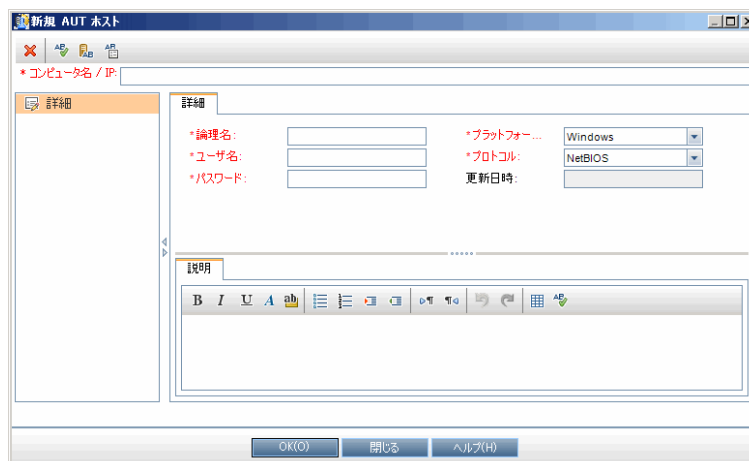 新規 AUT ホスト
* コンピュータ名 / IP:
詳細
詳細
*論理名:
*プラットフォー...
Windows
*ユーザ名:
*プロトコル:
NetBIOS
*パスワード:
更新日時:
説明
B I U A ab
OK(O)
閉じる
ヘルプ(H)